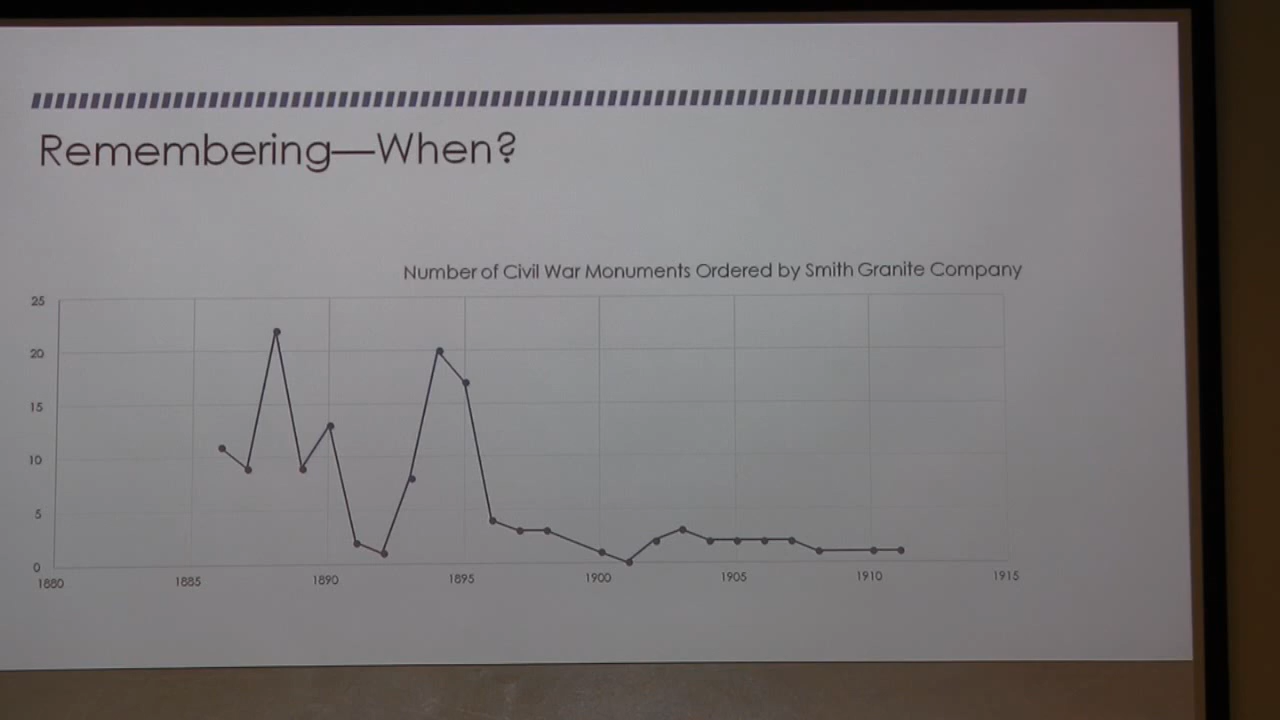 Remembering—When?
Number of Civil War Monuments Ordered by Smith Granite Company
25
20
15
10
5
0
1880 1885 1890 1895 1900 1905 1910 1915